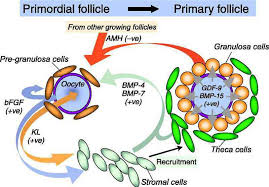 Primordial follicle
Primary follicle
From other growing follicles
AMH (–ve)
Pre-granulosa cells
Granulosa cells
Oocyte
BMP-4
BMP-7
(+ve)
GDF-9
BMP-15
(+ve)
bFGF
(+ve)
KL
(+ve)
Theca cells
Recruitment
Stromal cells